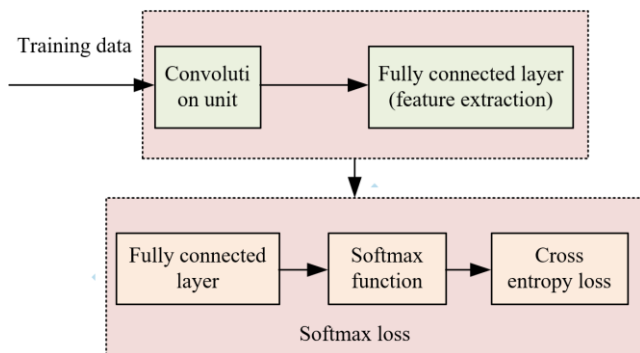 Training data
Convoluti
on unit
Fully connected layer
(feature extraction)
Fully connected
layer
Softmax
function
Cross
entropy loss
Softmax loss